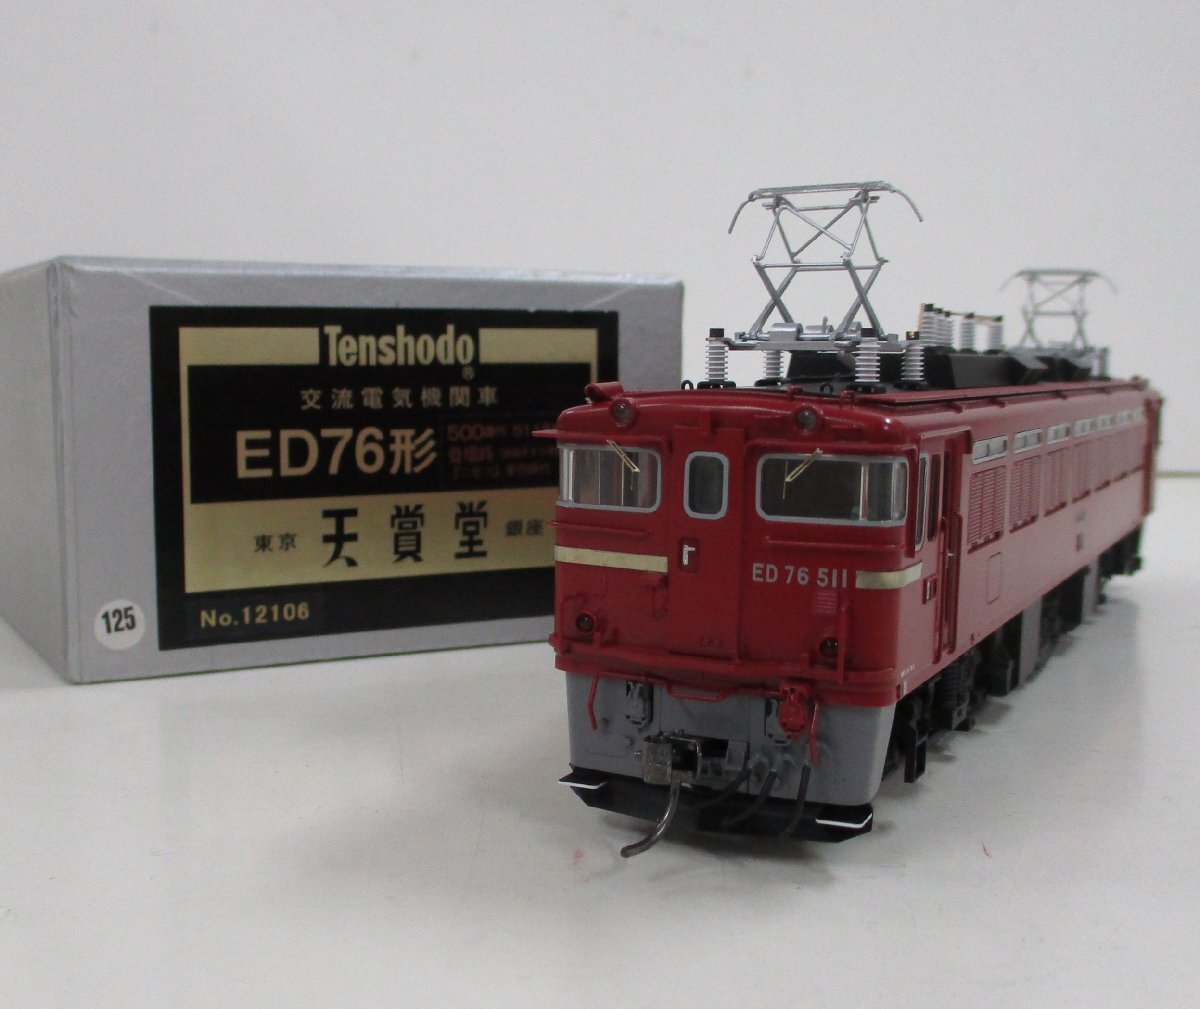 Tenshodo®
交流電気機関車
ED76形
東京 天賞堂 銀座
No.12106
125
ED 76 511